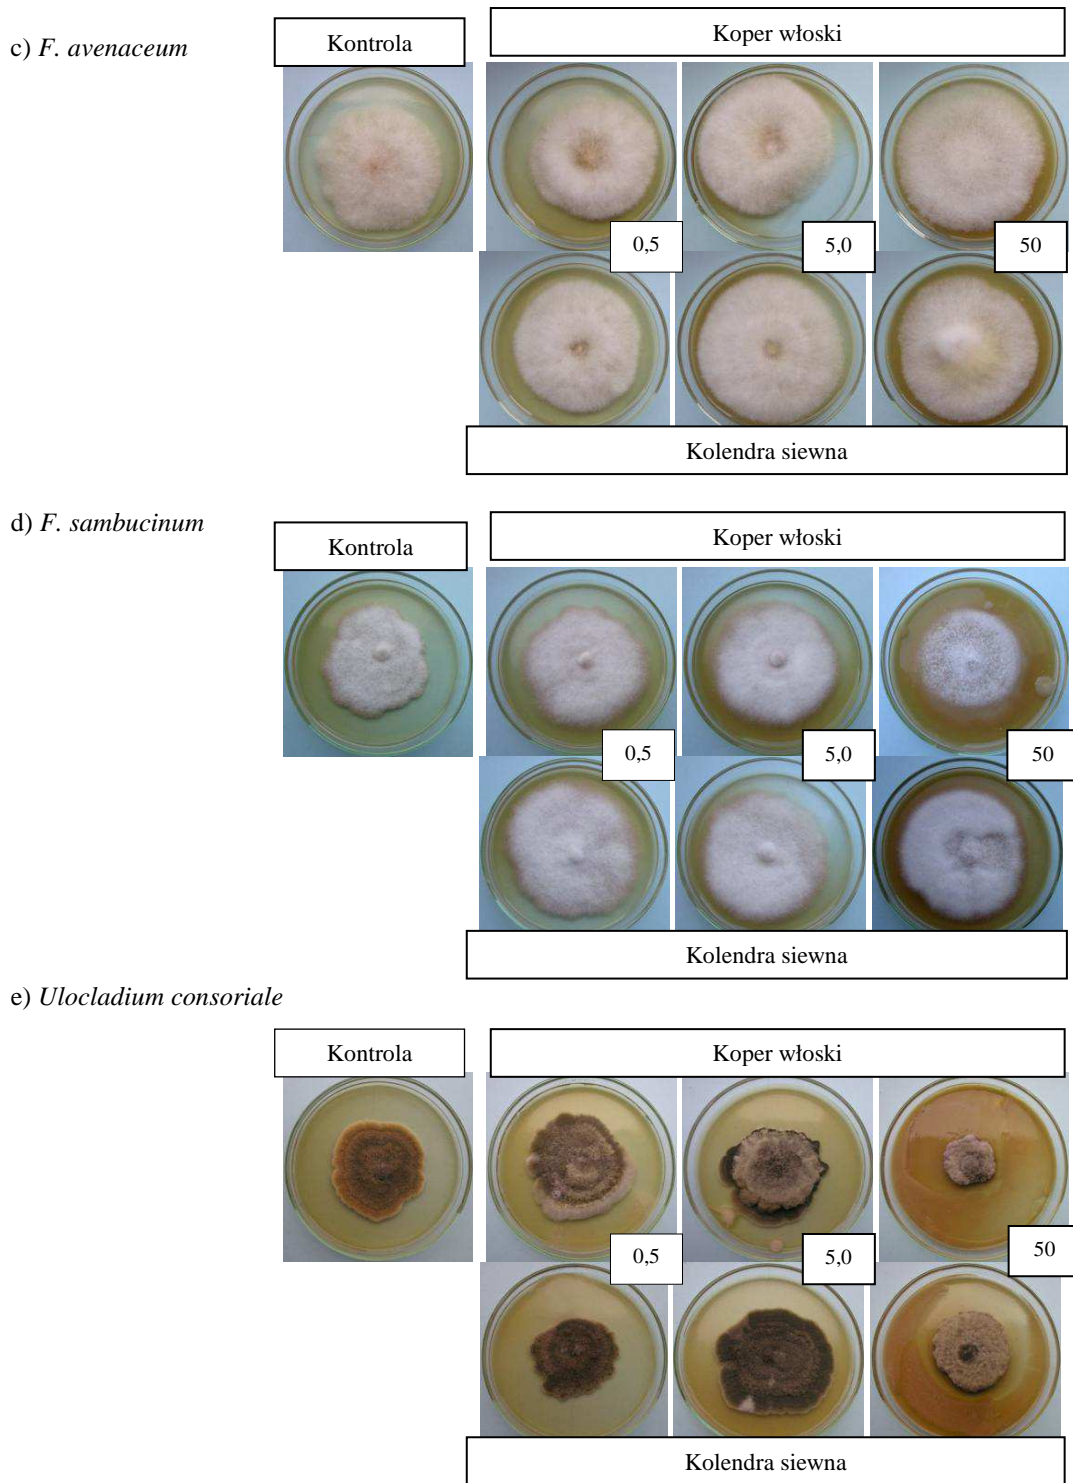 c) F. avenaceum
Kontrola
Koper włoski
0,5
5,0
50
Kolendra siewna
d) F. sambucinum
Kontrola
Koper włoski
0,5
5,0
50
Kolendra siewna
e) Ulocladium consoriale
Kontrola
Koper włoski
0,5
5,0
50
Kolendra siewna